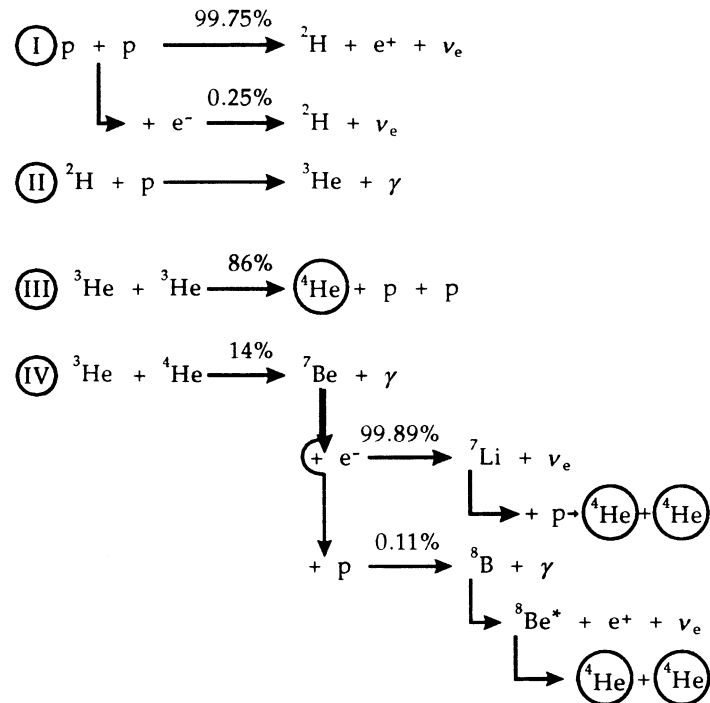 99.75%
I p + p → ²H + e⁺ + νₑ
0.25%
+ e⁻ → ²H + νₑ
II ²H + p → ³He + γ
86%
III ³He + ³He → ⁴He + p + p
14%
IV ³He + ⁴He → ⁷Be + γ
99.89%
+ e⁻ → ⁷Li + νₑ
+ p → ⁴He + ⁴He
0.11%
+ p → ⁸B + γ
⁸Be* + e⁺ + νₑ
⁴He + ⁴He